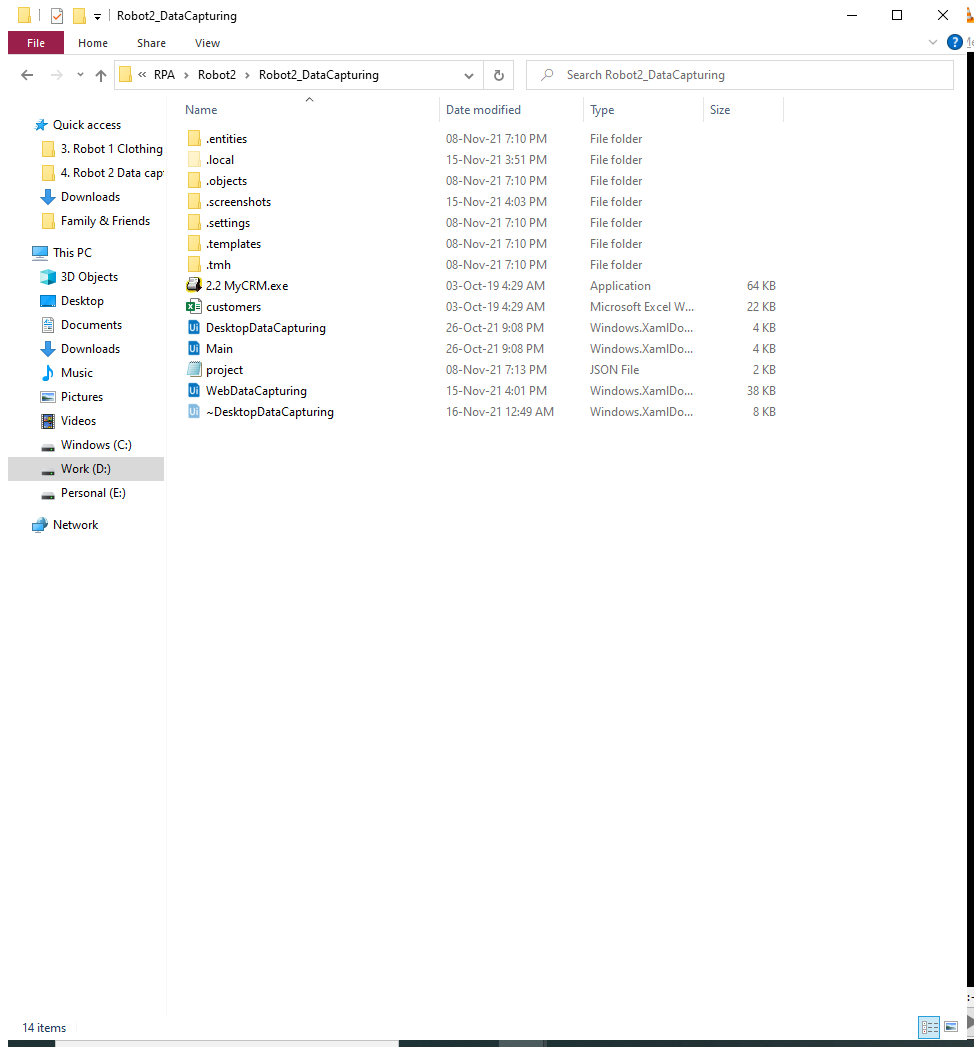 Robot2_DataCapturing
File Home Share View
« RPA › Robot2 › Robot2_DataCapturing Search Robot2_DataCapturing
Name Date modified Type Size
Quick access
3. Robot 1 Clothing
4. Robot 2 Data cap
Downloads
Family & Friends
This PC
3D Objects
Desktop
Documents
Downloads
Music
Pictures
Videos
Windows (C:)
Work (D:)
Personal (E:)
Network
.entities 08-Nov-21 7:10 PM File folder
.local 15-Nov-21 3:51 PM File folder
.objects 08-Nov-21 7:10 PM File folder
.screenshots 15-Nov-21 4:03 PM File folder
.settings 08-Nov-21 7:10 PM File folder
.templates 08-Nov-21 7:10 PM File folder
.tmh 08-Nov-21 7:10 PM File folder
2.2 MyCRM.exe 03-Oct-19 4:29 AM Application 64 KB
customers 03-Oct-19 4:29 AM Microsoft Excel W... 22 KB
DesktopDataCapturing 26-Oct-21 9:08 PM Windows.XamlDo... 4 KB
Main 26-Oct-21 9:08 PM Windows.XamlDo... 4 KB
project 08-Nov-21 7:13 PM JSON File 2 KB
WebDataCapturing 15-Nov-21 4:01 PM Windows.XamlDo... 38 KB
~DesktopDataCapturing 16-Nov-21 12:49 AM Windows.XamlDo... 8 KB
14 items